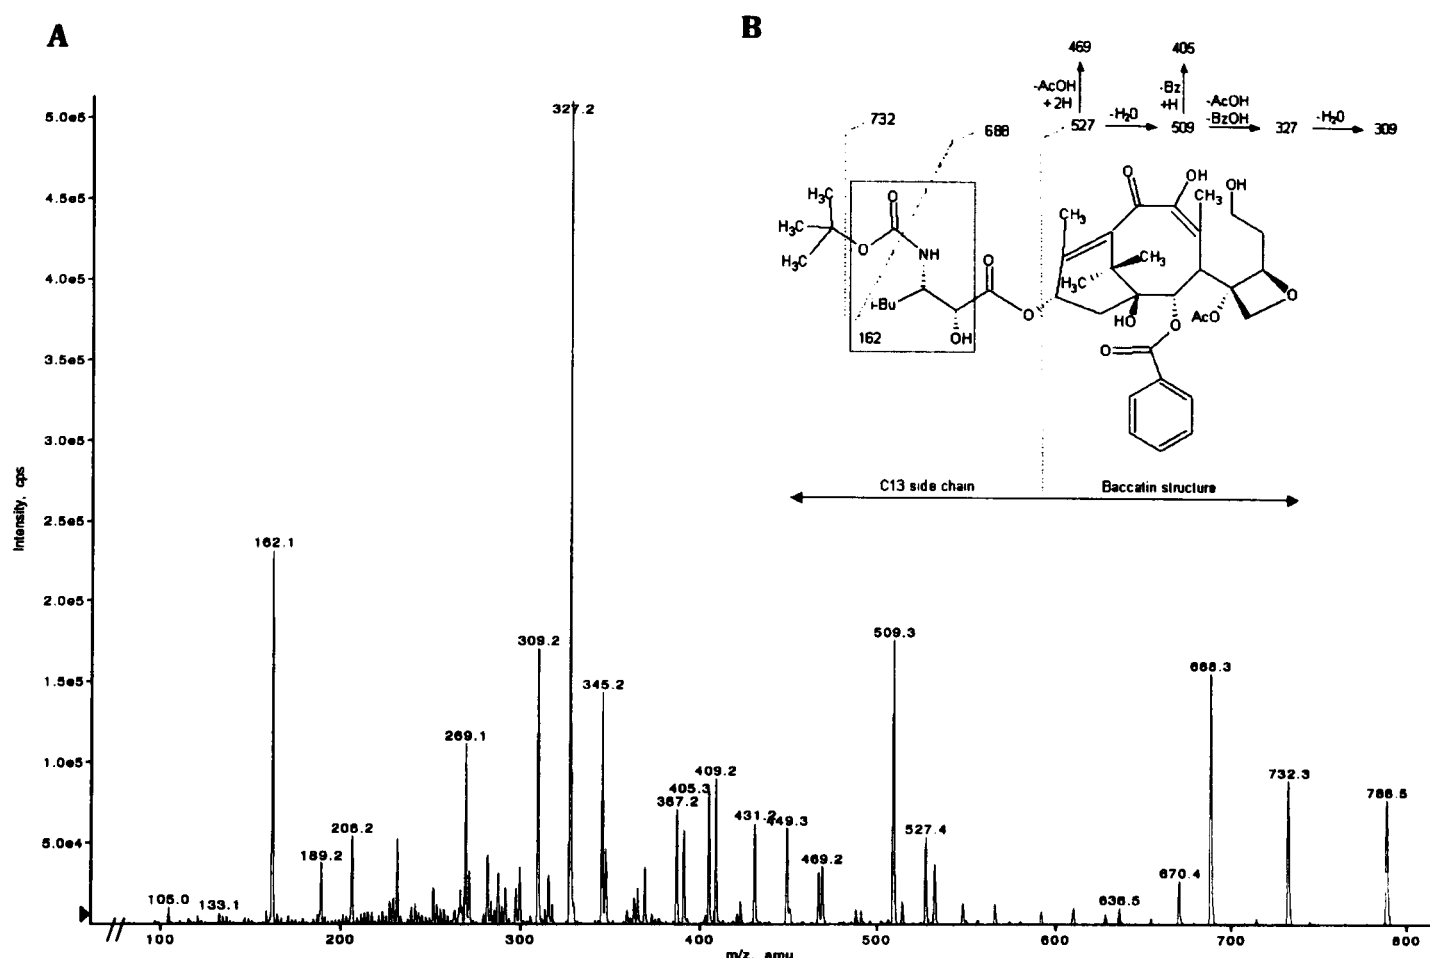 A
B
469
405
-AcOH
+2H
-Bz
+H
-AcOH
-BzOH
-H₂O
-H₂O
732
688
527
509
327
309
H₃C
H₃C
H₃C
O
O
NH
i-Bu
OH
162
O
O
CH₃
O
OH
CH₃
OH
CH₃
H₃C
HO
AcO
O
O
O
C13 side chain
Baccatin structure
Intensity, cps
5.0e5
4.5e5
4.0e5
3.5e5
3.0e5
2.5e5
2.0e5
1.5e5
1.0e5
5.0e4
105.0
133.1
162.1
189.2
206.2
269.1
309.2
327.2
345.2
387.2
405.3
409.2
431.2
449.3
469.2
509.3
527.4
636.5
670.4
688.3
732.3
100
200
300
400
500
600
700
800
m/z, amu